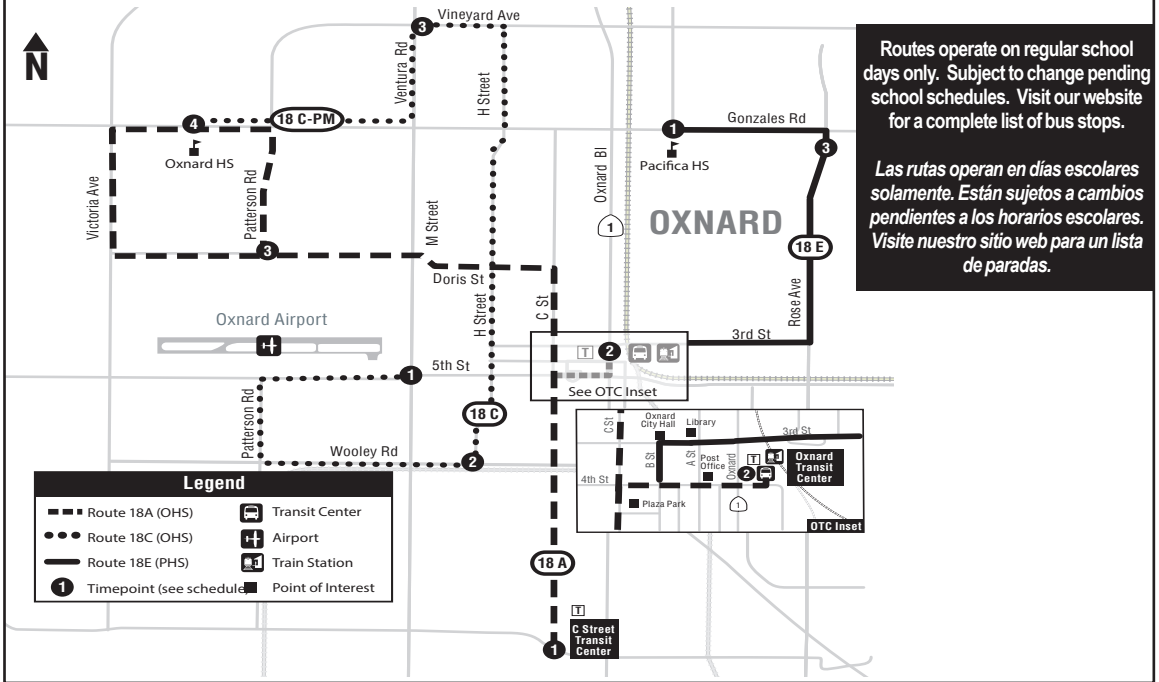 N
Vineyard Ave
3
Ventura Rd
H Street
4
18 C-PM
Oxnard HS
Victoria Ave
Patterson Rd
3
M Street
Doris St
H Street
C St
Oxnard Bl
1
1
Pacifica HS
Gonzales Rd
3
OXNARD
18 E
Rose Ave
3rd St
Oxnard Airport
T
2
See OTC Inset
5th St
1
Patterson Rd
18 C
Wooley Rd
2
18 A
T
C Street
Transit
Center
1
C St
Oxnard
City Hall
Library
3rd St
B St
A St
Post
Office
Oxnard
T
2
Oxnard
Transit
Center
4th St
Plaza Park
1
OTC Inset
Legend
Route 18A (OHS)
Transit Center
Route 18C (OHS)
Airport
Route 18E (PHS)
Train Station
1
Timepoint (see schedule
Point of Interest
Routes operate on regular school
days only. Subject to change pending
school schedules. Visit our website
for a complete list of bus stops.
Las rutas operan en días escolares
solamente. Están sujetos a cambios
pendientes a los horarios escolares.
Visite nuestro sitio web para un lista
de paradas.